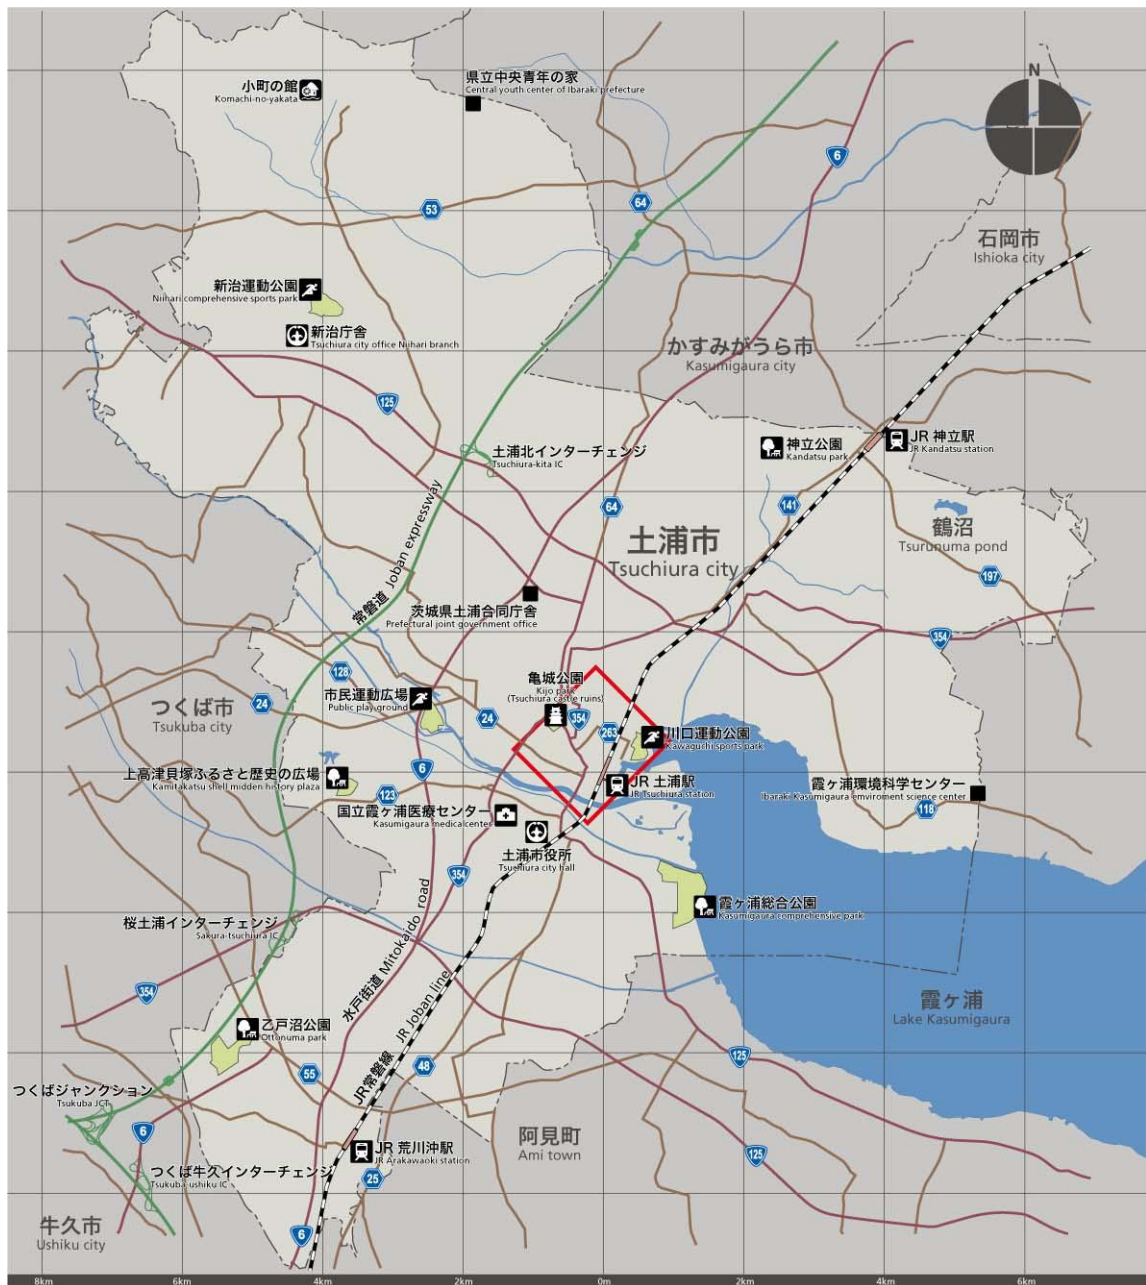 小町の館
Komachi-no-yakata
県立中央青年の家
Central youth center of Ibaraki prefecture
N
6
53
64
石岡市
Ishioka city
新治運動公園
Niihari comprehensive sports park
新治庁舎
Tsuchiura city office Niihari branch
かすみがうら市
Kasumigaura city
125
土浦北インターチェンジ
Tsuchiura-kita IC
神立公園
Kandatsu park
JR 神立駅
JR Kandatsu station
常磐道 Joban expressway
64
141
土浦市
Tsuchiura city
鶴沼
Tsurunuma pond
197
茨城県土浦合同庁舎
Prefectural joint government office
354
128
亀城公園
Kijo park
(Tsuchiura castle ruins)
つくば市
Tsukuba city
24
市民運動広場
Public play ground
24
354
263
川口運動公園
Kawaguchi sports park
上高津貝塚ふるさと歴史の広場
Kamitakatsu shell midden history plaza
6
123
JR 土浦駅
JR Tsuchiura station
霞ヶ浦環境科学センター
Ibaraki Kasumigaura enviroment science center
118
国立霞ヶ浦医療センター
Kasumigaura medical center
土浦市役所
Tsuchiura city hall
354
霞ヶ浦総合公園
Kasumigaura comprehensive park
桜土浦インターチェンジ
Sakura-tsuchiura IC
水戸街道 Mitokaido road
354
JR常磐線 JR Joban line
霞ヶ浦
Lake Kasumigaura
乙戸沼公園
Ottonuma park
55
48
125
つくばジャンクション
Tsukuba JCT
6
JR 荒川沖駅
JR Arakawaoki station
阿見町
Ami town
125
つくば牛久インターチェンジ
Tsukuba-ushiku IC
25
牛久市
Ushiku city
6
8km 6km 4km 2km 0m 2km 4km 6km